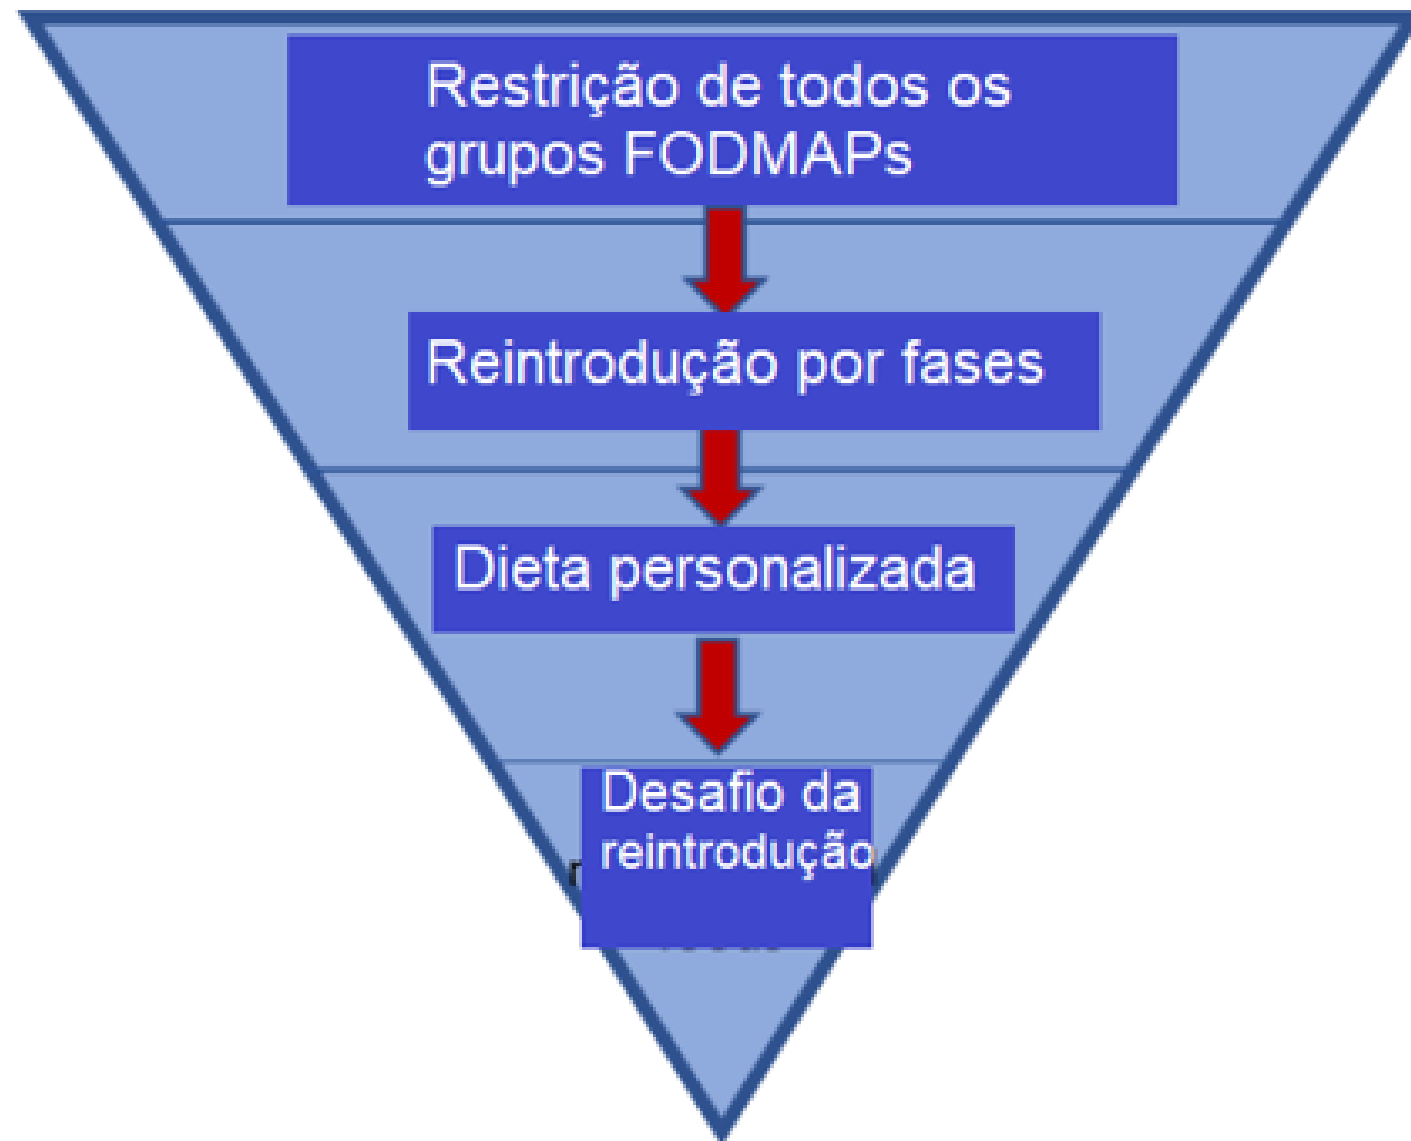 Restrição de todos os
grupos FODMAPs
Reintrodução por fases
Dieta personalizada
Desafio da
reintrodução